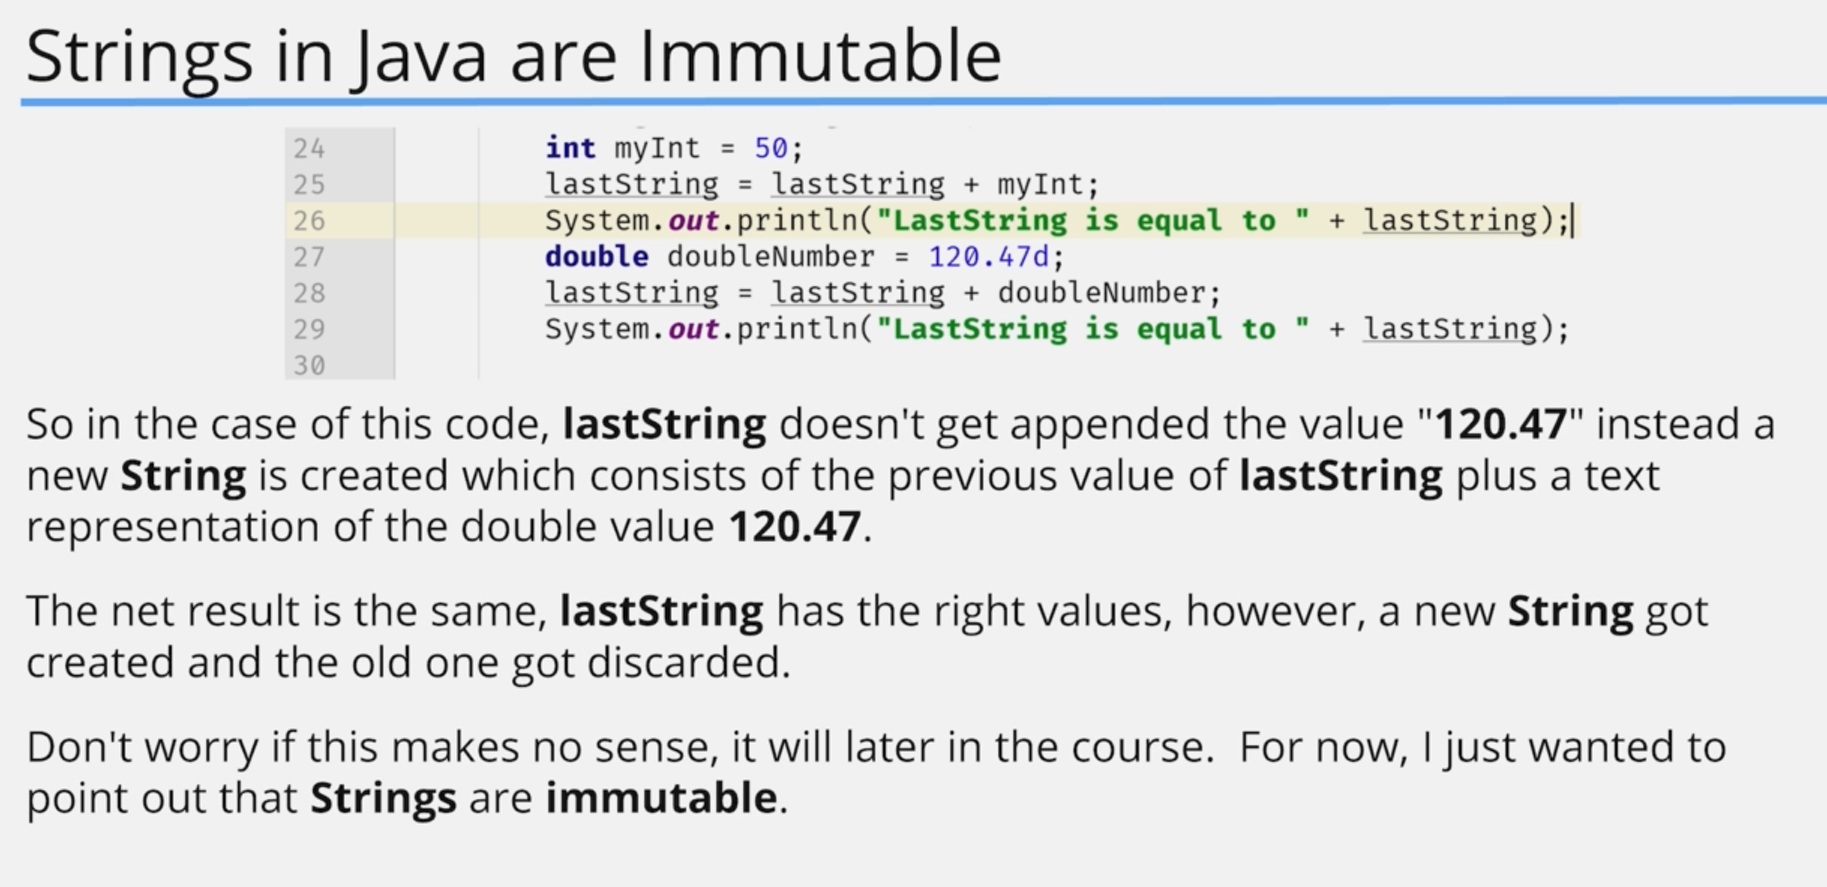 Strings in Java are Immutable
24 int myInt = 50;
25 lastString = lastString + myInt;
26 System.out.println("LastString is equal to " + lastString);
27 double doubleNumber = 120.47d;
28 lastString = lastString + doubleNumber;
29 System.out.println("LastString is equal to " + lastString);
30
So in the case of this code, lastString doesn't get appended the value "120.47" instead a
new String is created which consists of the previous value of lastString plus a text
representation of the double value 120.47.
The net result is the same, lastString has the right values, however, a new String got
created and the old one got discarded.
Don't worry if this makes no sense, it will later in the course.  For now, I just wanted to
point out that Strings are immutable.